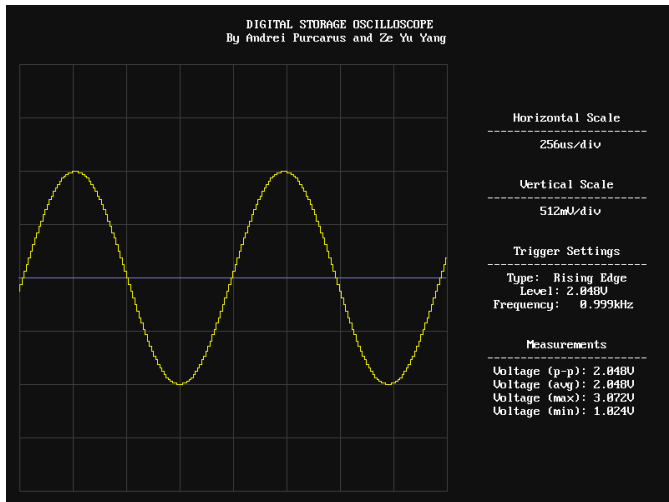 DIGITAL STORAGE OSCILLOSCOPE
By Andrei Purcarus and Ze Yu Yang
Horizontal Scale
256us/div
Vertical Scale
512mV/div
Trigger Settings
Type: Rising Edge
Level: 2.048V
Frequency: 0.999kHz
Measurements
Voltage (p-p): 2.048V
Voltage (avg): 2.048V
Voltage (max): 3.072V
Voltage (min): 1.024V